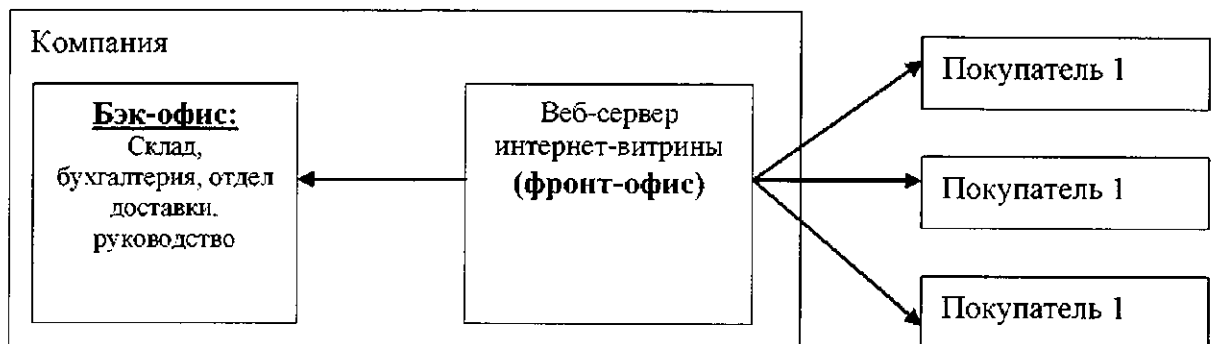 Компания
Бэк-офис:
Склад,
бухгалтерия, отдел
доставки.
руководство
Веб-сервер
интернет-витрины
(фронт-офис)
Покупатель 1
Покупатель 1
Покупатель 1